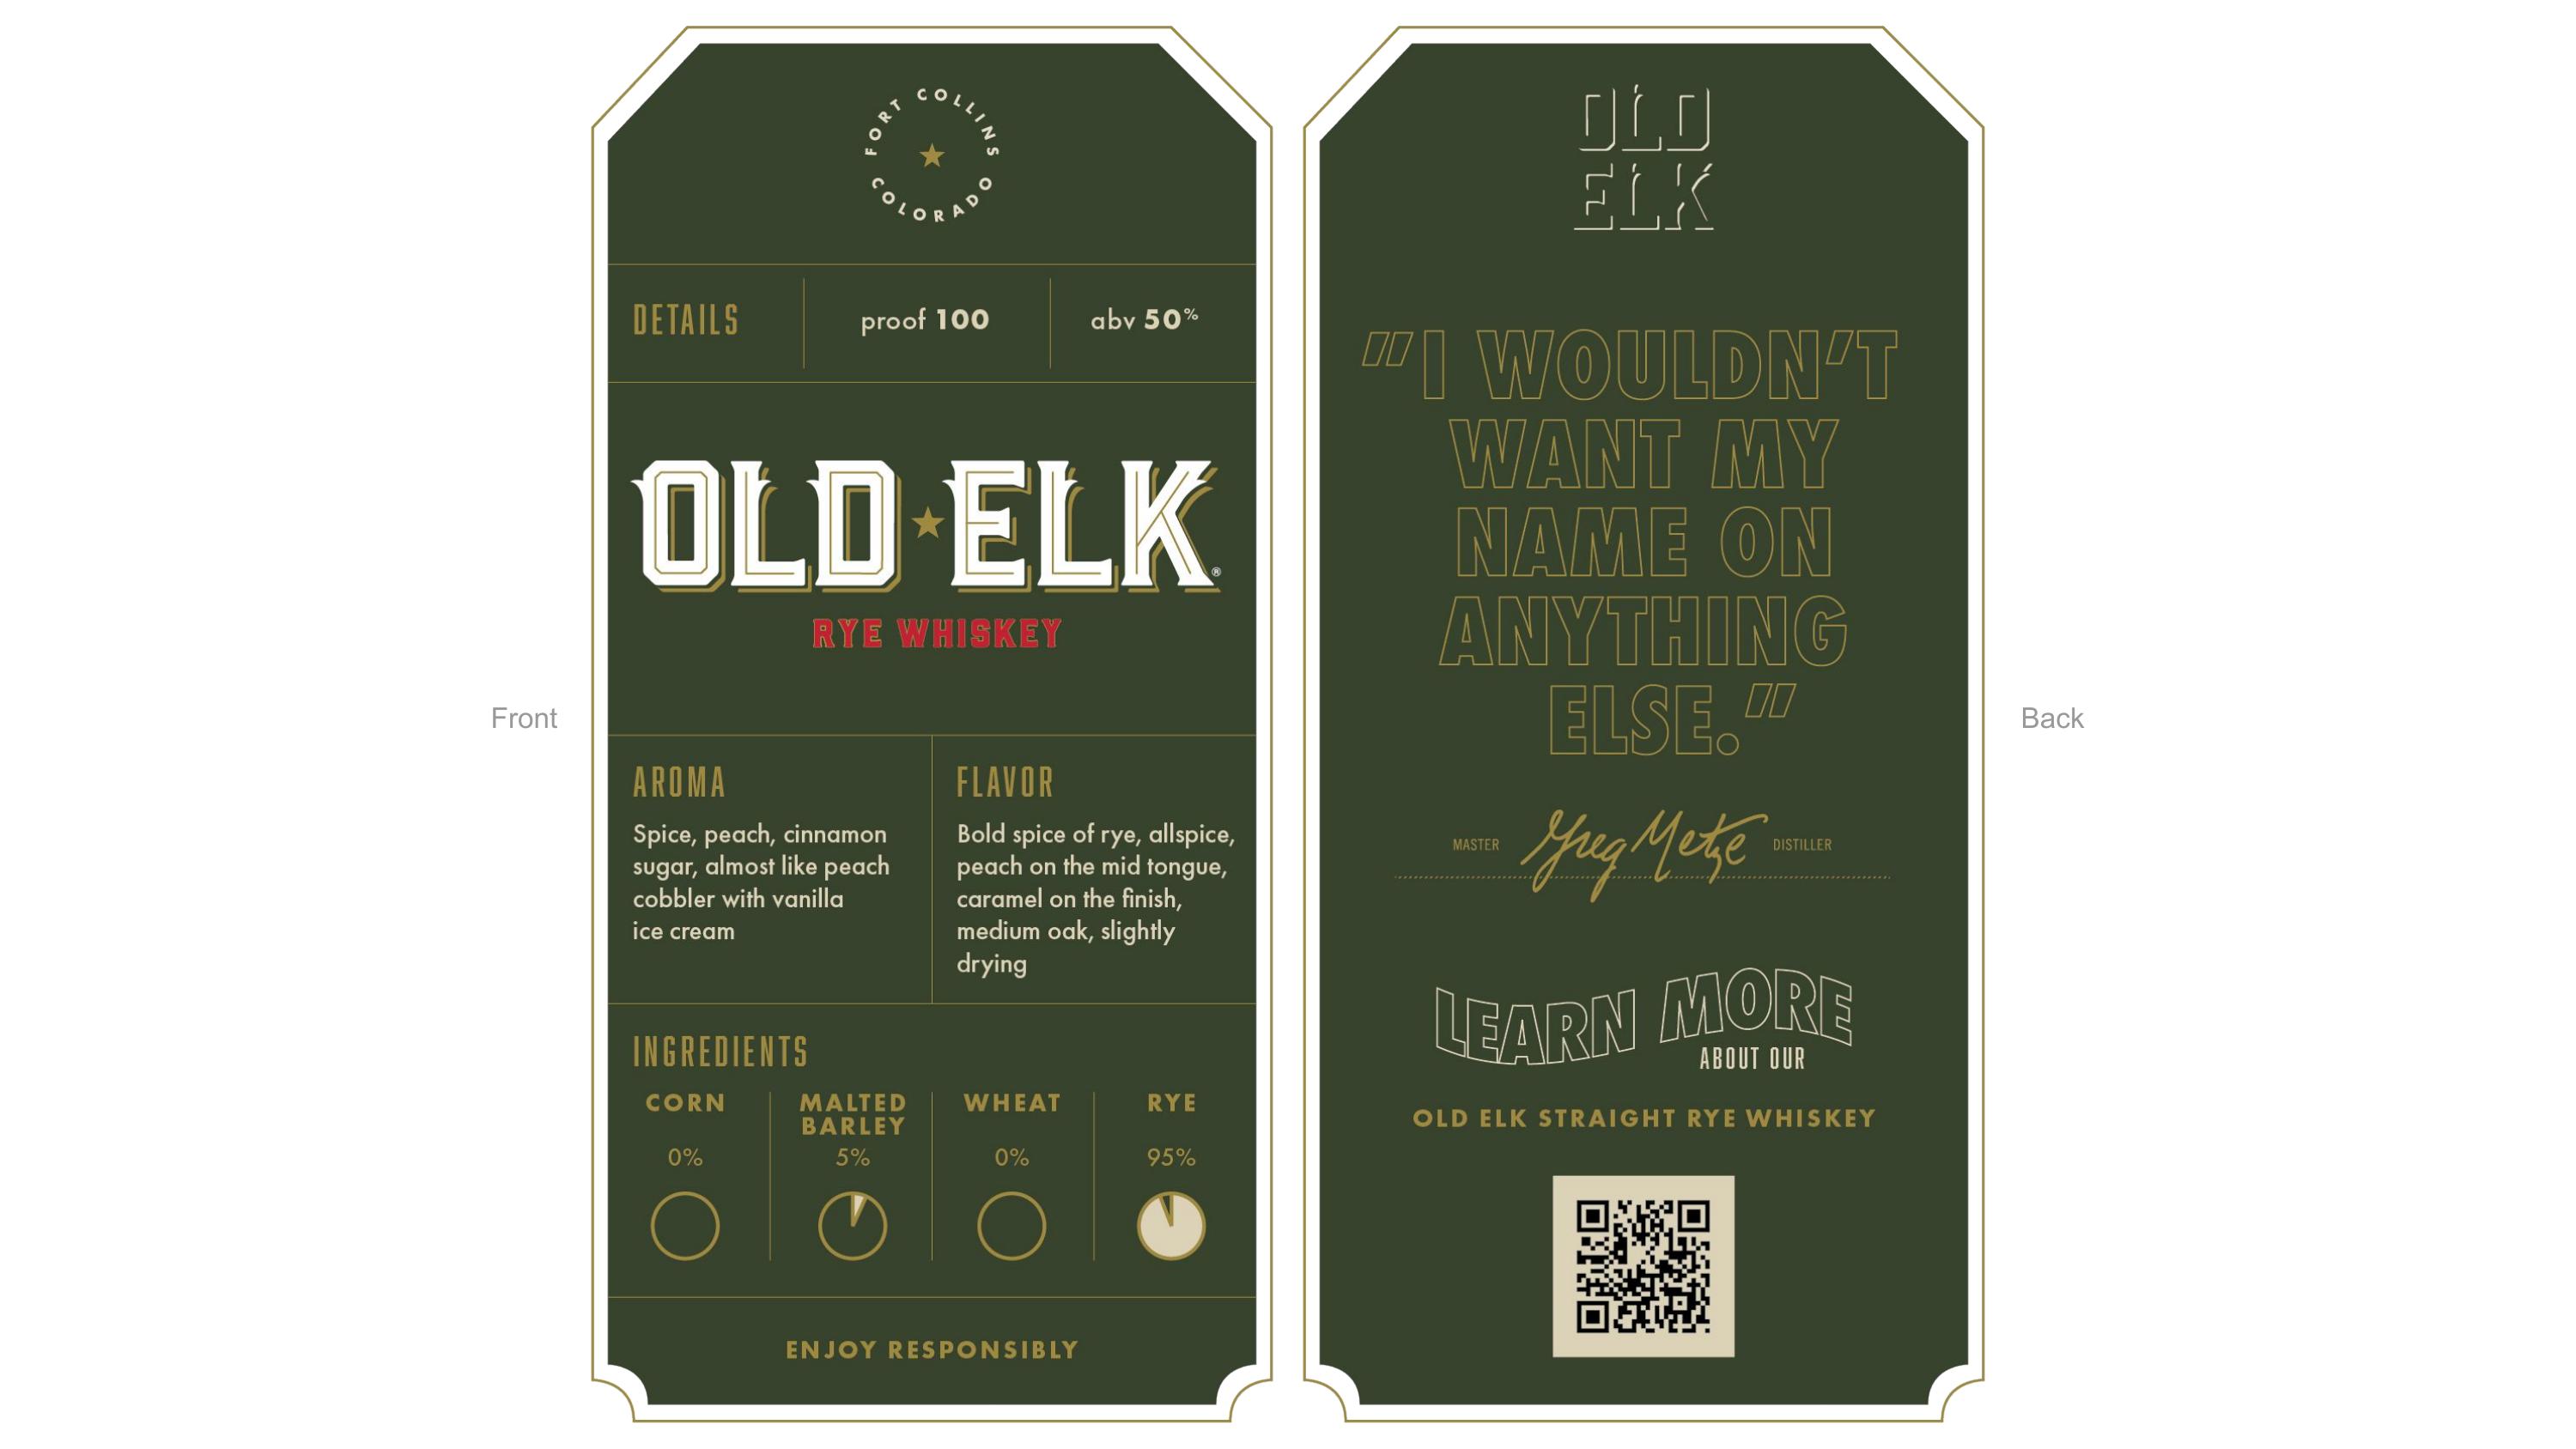 FORT COLLINS
COLORADO
DETAILS
proof 100
abv 50%
OLD ★ ELK®
RYE WHISKEY
Front
AROMA
Spice, peach, cinnamon
sugar, almost like peach
cobbler with vanilla
ice cream
FLAVOR
Bold spice of rye, allspice,
peach on the mid tongue,
caramel on the finish,
medium oak, slightly
drying
INGREDIENTS
CORN
0%
MALTED
BARLEY
5%
WHEAT
0%
RYE
95%
ENJOY RESPONSIBLY
OLD
ELK
"I WOULDN'T
WANT MY
NAME ON
ANYTHING
ELSE."
MASTER Greg Metze DISTILLER
LEARN MORE
ABOUT OUR
OLD ELK STRAIGHT RYE WHISKEY
Back